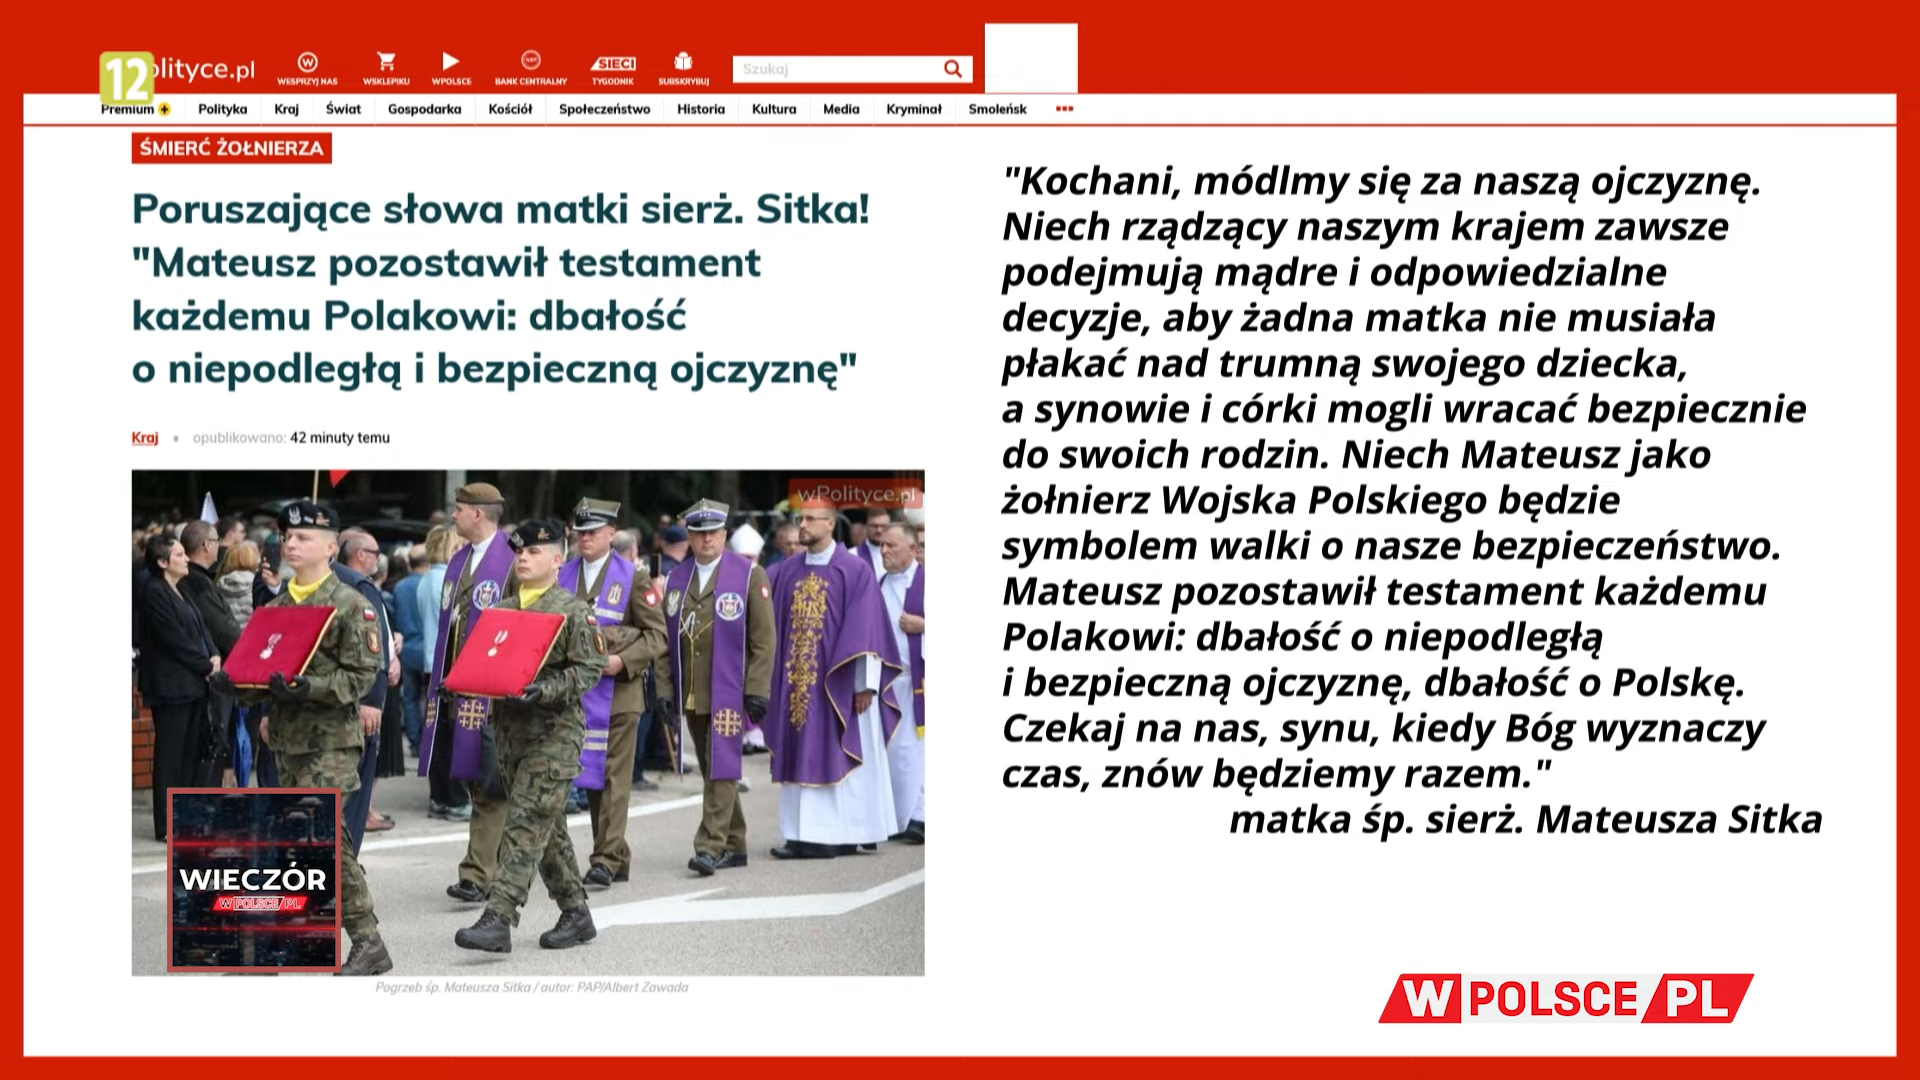 12
olityce.pl
WESPRZYJ NAS
WSKLEPIKU
WPOLSCE
BANK CENTRALNY
SIECI
TYGODNIK
SUBSKRYBUJ
Szukaj
Premium +
Polityka
Kraj
Świat
Gospodarka
Kościół
Społeczeństwo
Historia
Kultura
Media
Kryminał
Smoleńsk
ŚMIERĆ ŻOŁNIERZA
Poruszające słowa matki sierż. Sitka!
"Mateusz pozostawił testament
każdemu Polakowi: dbałość
o niepodległą i bezpieczną ojczyznę"
Kraj • opublikowano: 42 minuty temu
wPolityce.pl
WIECZÓR
W POLSCE/PL
Pogrzeb śp. Mateusza Sitka / autor: PAP/Albert Zawada
"Kochani, módlmy się za naszą ojczyznę.
Niech rządzący naszym krajem zawsze
podejmują mądre i odpowiedzialne
decyzje, aby żadna matka nie musiała
płakać nad trumną swojego dziecka,
a synowie i córki mogli wracać bezpiecznie
do swoich rodzin. Niech Mateusz jako
żołnierz Wojska Polskiego będzie
symbolem walki o nasze bezpieczeństwo.
Mateusz pozostawił testament każdemu
Polakowi: dbałość o niepodległą
i bezpieczną ojczyznę, dbałość o Polskę.
Czekaj na nas, synu, kiedy Bóg wyznaczy
czas, znów będziemy razem."
matka śp. sierż. Mateusza Sitka
W POLSCE/PL